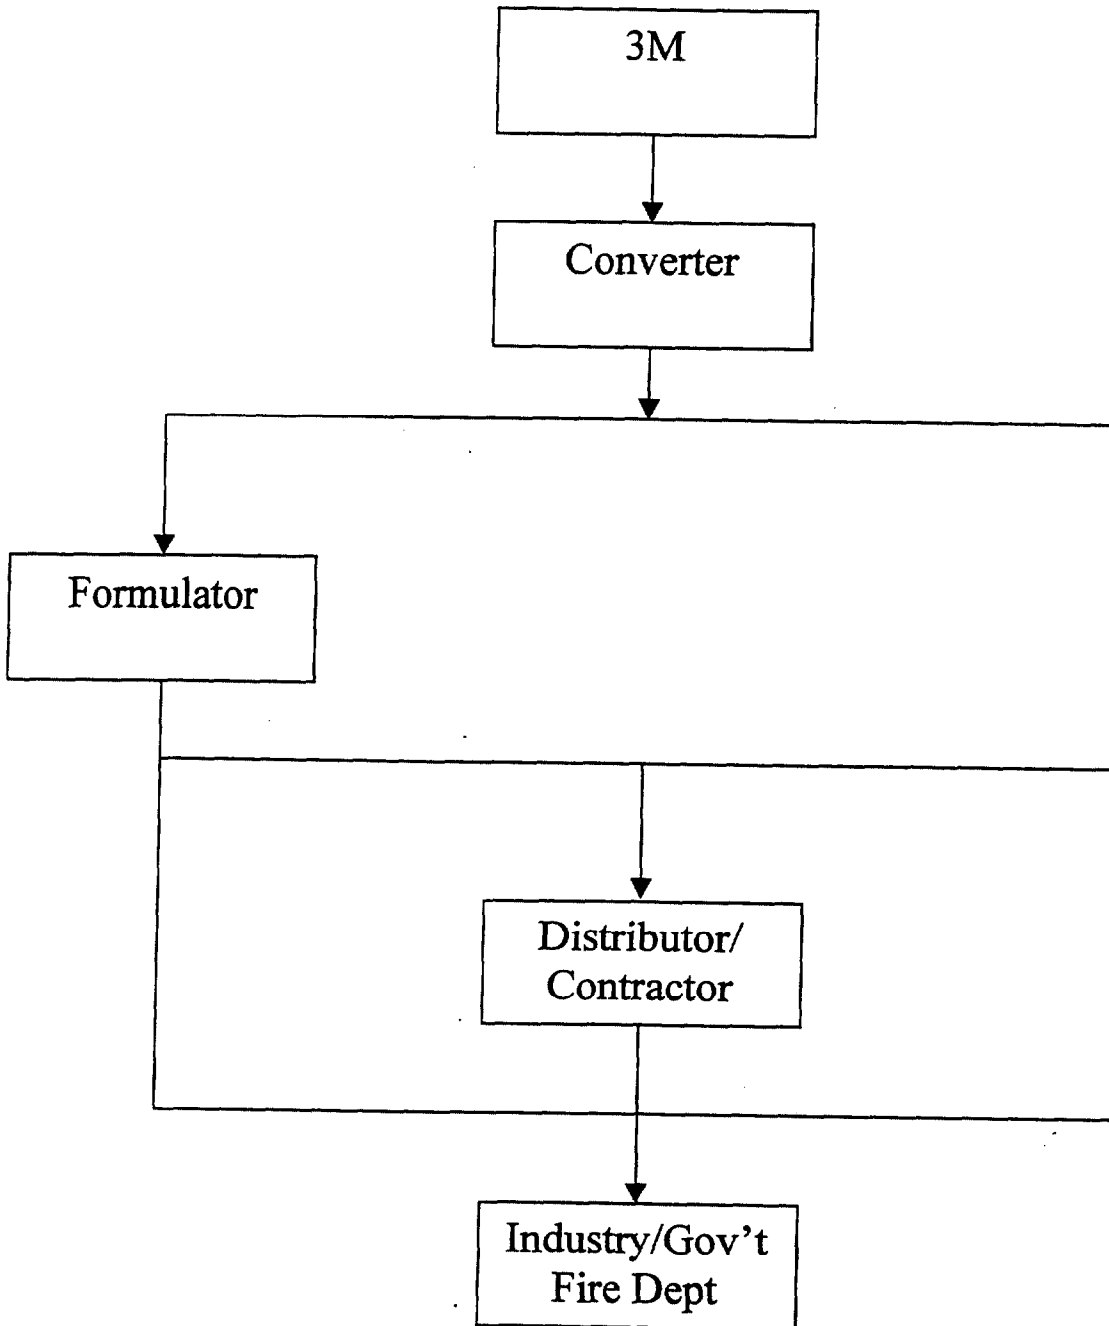 3M
Converter
Formulator
Distributor/
Contractor
Industry/Gov't
Fire Dept